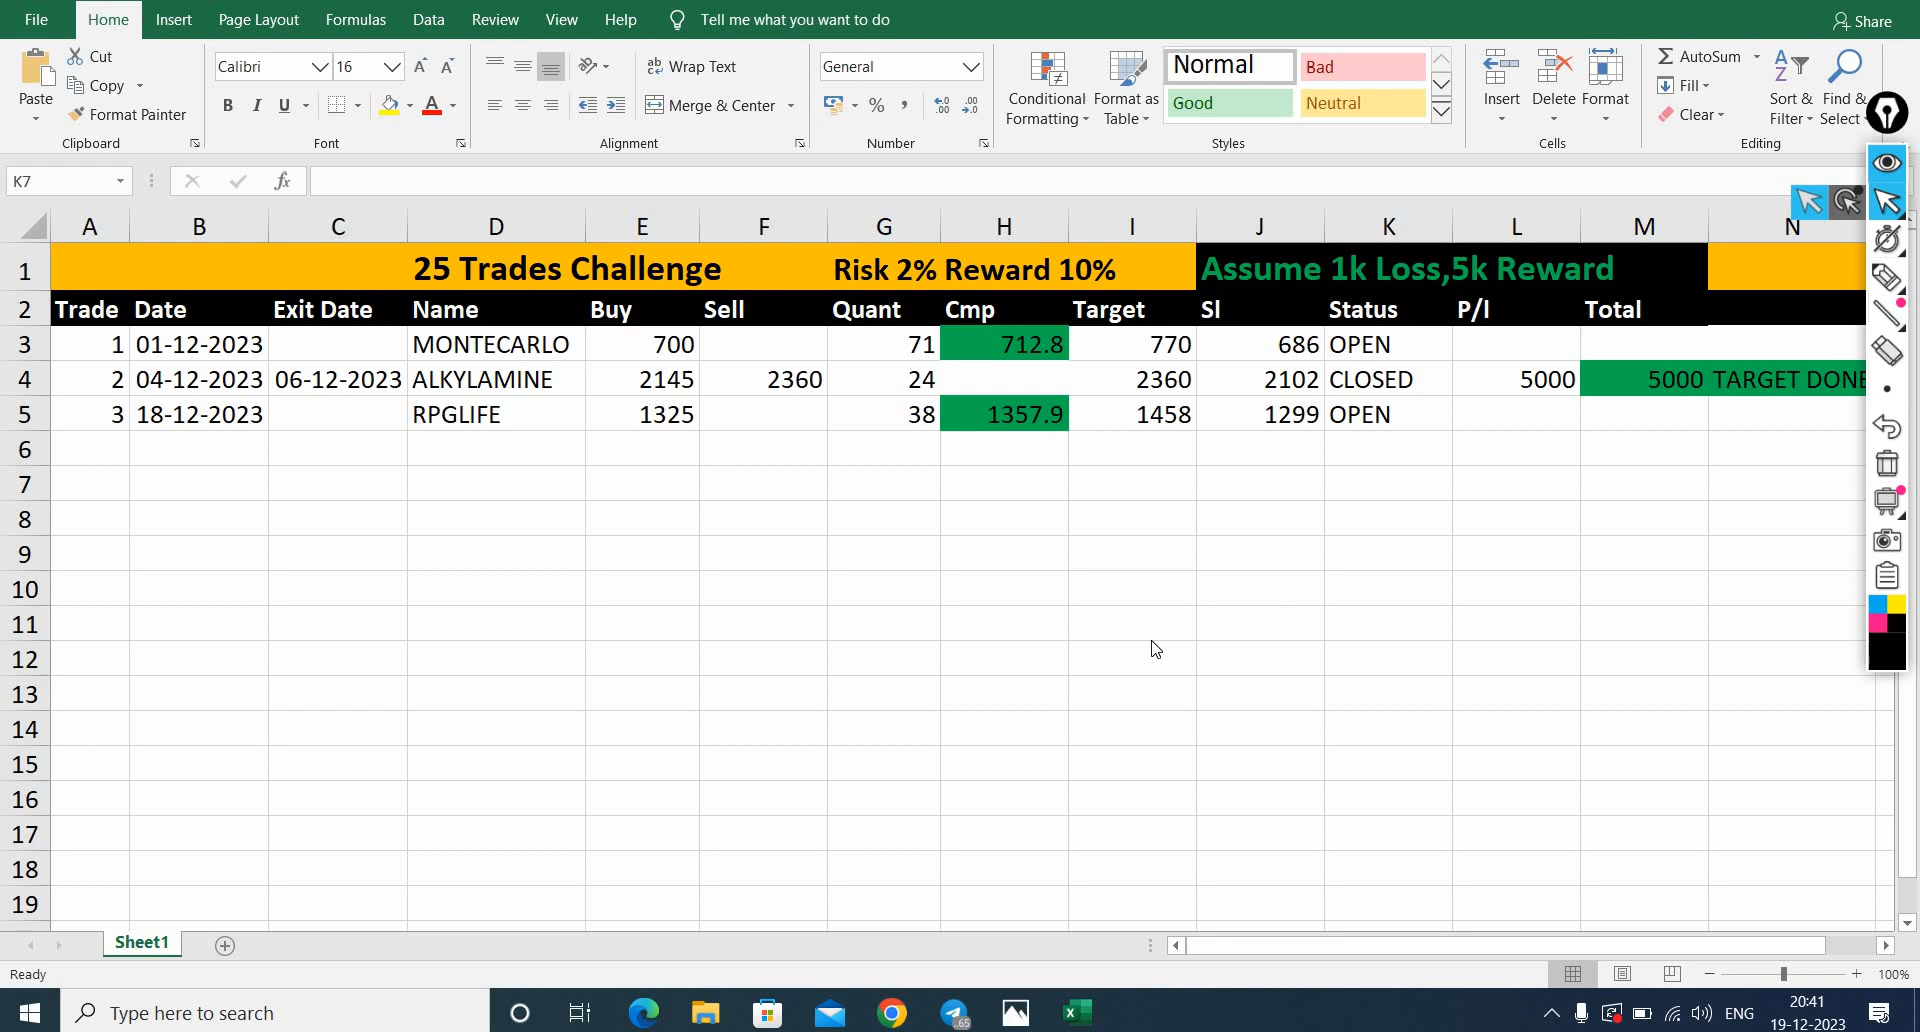 File Home Insert Page Layout Formulas Data Review View Help Tell me what you want to do Share
Paste Cut Copy Format Painter Clipboard
Calibri 16 B I U A Font
Wrap Text Merge & Center Alignment
General % Number
Conditional Formatting Format as Table Normal Bad Good Neutral Styles
Insert Delete Format Cells
AutoSum Fill Clear Sort & Filter Find & Select Editing
K7 fx
A B C D E F G H I J K L M N
1 25 Trades Challenge Risk 2% Reward 10% Assume 1k Loss,5k Reward
2 Trade Date Exit Date Name Buy Sell Quant Cmp Target Sl Status P/l Total
3 1 01-12-2023 MONTECARLO 700 71 712.8 770 686 OPEN
4 2 04-12-2023 06-12-2023 ALKYLAMINE 2145 2360 24 2360 2102 CLOSED 5000 5000 TARGET DONE
5 3 18-12-2023 RPGLIFE 1325 38 1357.9 1458 1299 OPEN
6
7
8
9
10
11
12
13
14
15
16
17
18
19
Sheet1
Ready 100%
Type here to search 65 ENG 20:41
19-12-2023